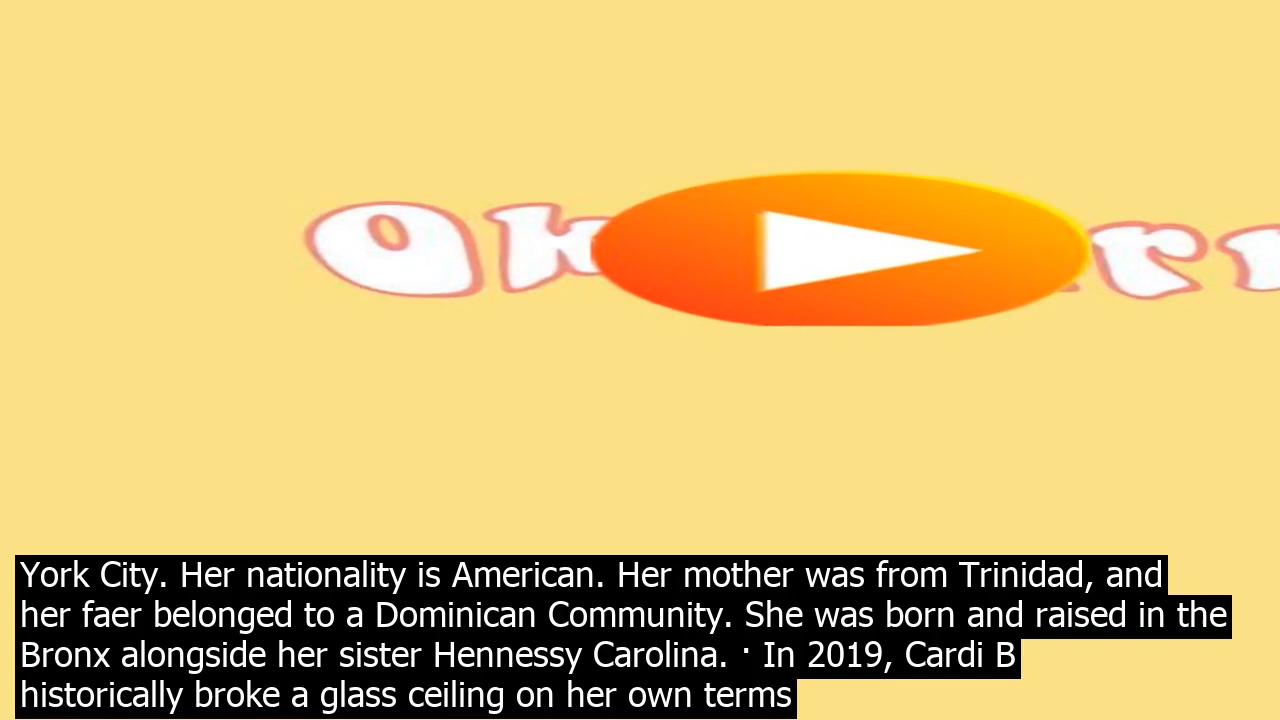 Ok rr
York City. Her nationality is American. Her mother was from Trinidad, and
her faer belonged to a Dominican Community. She was born and raised in the
Bronx alongside her sister Hennessy Carolina. · In 2019, Cardi B
historically broke a glass ceiling on her own terms